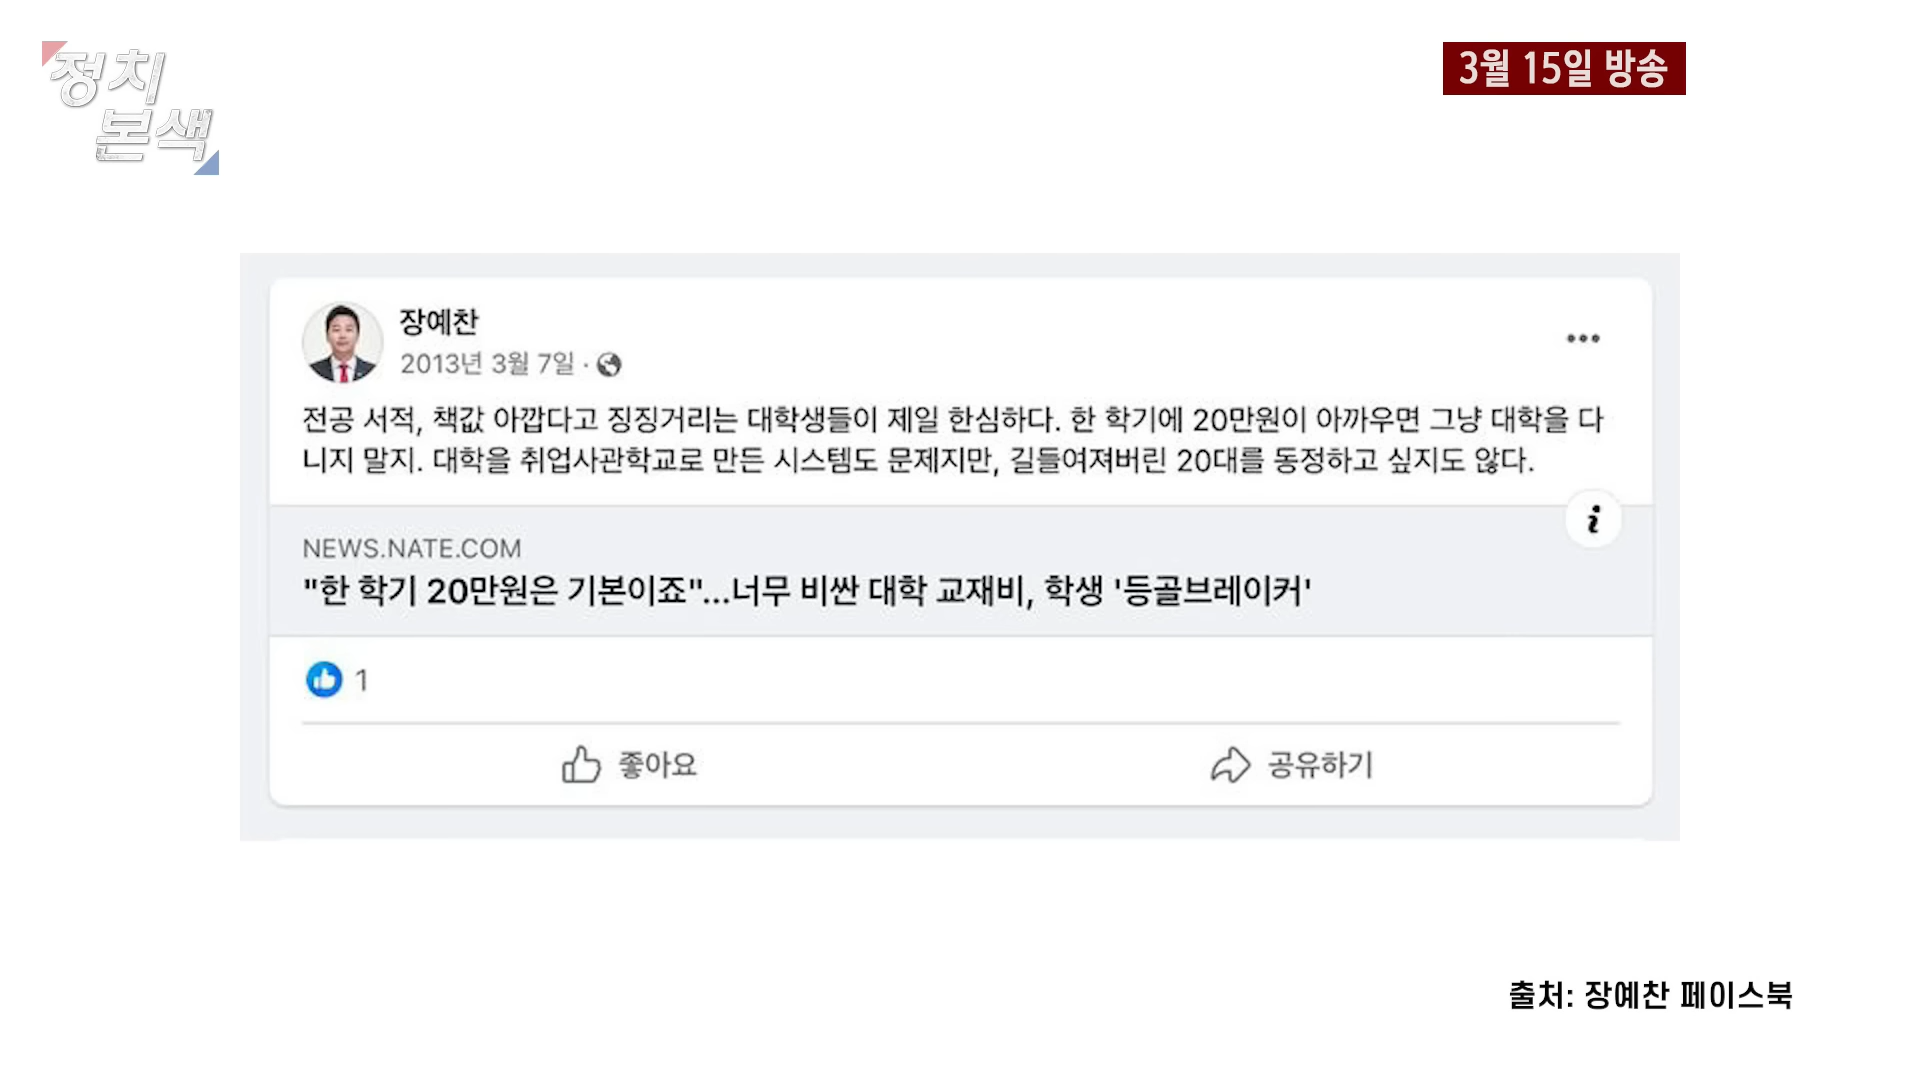 정치
본색
3월 15일 방송
장예찬
2013년 3월 7일 ·
전공 서적, 책값 아깝다고 징징거리는 대학생들이 제일 한심하다. 한 학기에 20만원이 아까우면 그냥 대학을 다
니지 말지. 대학을 취업사관학교로 만든 시스템도 문제지만, 길들여져버린 20대를 동정하고 싶지도 않다.
NEWS.NATE.COM
"한 학기 20만원은 기본이죠"...너무 비싼 대학 교재비, 학생 '등골브레이커'
1
좋아요
공유하기
출처: 장예찬 페이스북